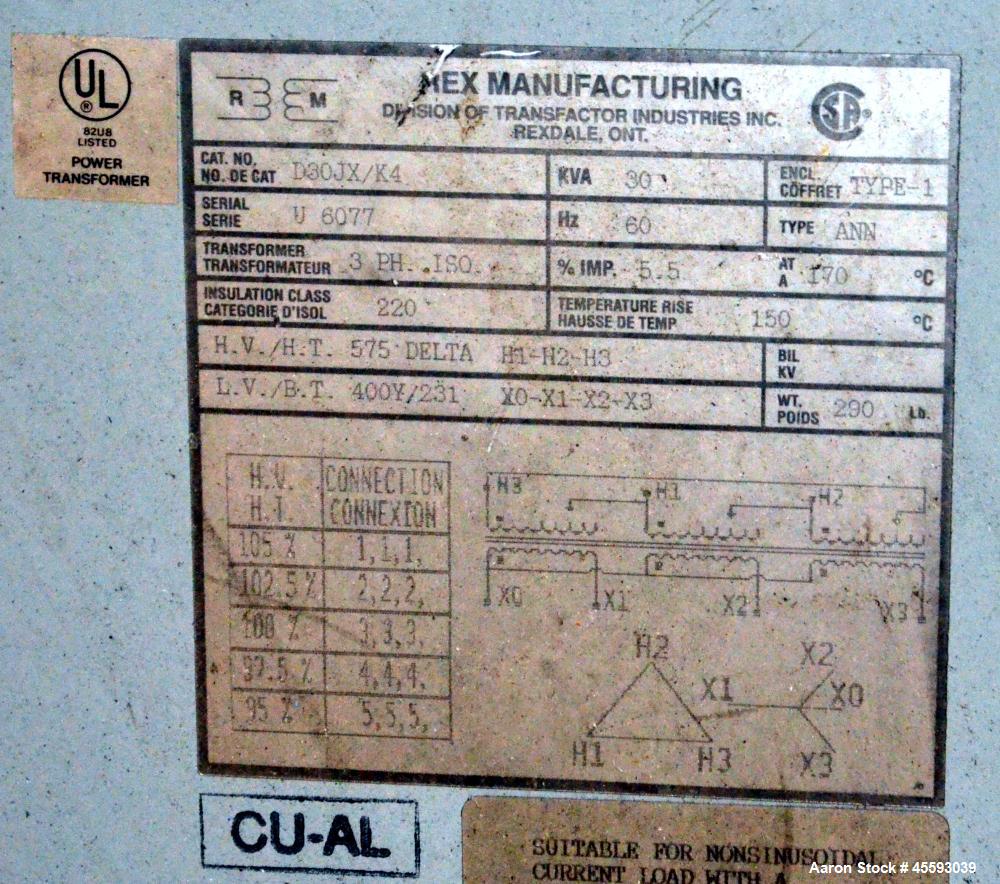 UL
®
82U8
LISTED
POWER
TRANSFORMER
R M
REX MANUFACTURING
DIVISION OF TRANSFACTOR INDUSTRIES INC.
REXDALE, ONT.
SA®
CAT. NO.
NO. DE CAT D30JX/K4
KVA 30
ENCL.
COFFRET TYPE-1
SERIAL
SERIE U 6077
Hz 60
TYPE ANN
TRANSFORMER
TRANSFORMATEUR 3 PH. ISO.
% IMP. 5.5
AT
A 170 °C
INSULATION CLASS
CATEGORIE D'ISOL 220
TEMPERATURE RISE
HAUSSE DE TEMP 150 °C
H.V./H.T. 575 DELTA H1-H2-H3
BIL
KV
L.V./B.T. 400Y/231 X0-X1-X2-X3
WT.
POIDS 290 Lb.
H.V. CONNECTION
H.T. CONNEXION
105 % 1,1,1,
102.5 % 2,2,2,
100 % 3,3,3,
97.5 % 4,4,4,
95 % 5,5,5,
H3 H1 H2
X0 X1 X2 X3
H2 X2
X1 X0
H1 H3 X3
CU-AL
SUITABLE FOR NONSINUSOIDAL
CURRENT LOAD WITH A
Aaron Stock # 45593039